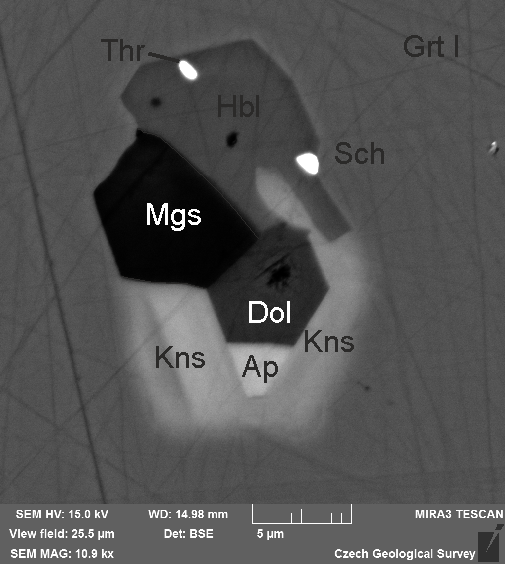 Thr
Grt I
Hbl
Sch
Mgs
Dol
Kns
Kns
Ap
SEM HV: 15.0 kV WD: 14.98 mm MIRA3 TESCAN
View field: 25.5 µm Det: BSE 5 µm
SEM MAG: 10.9 kx Czech Geological Survey